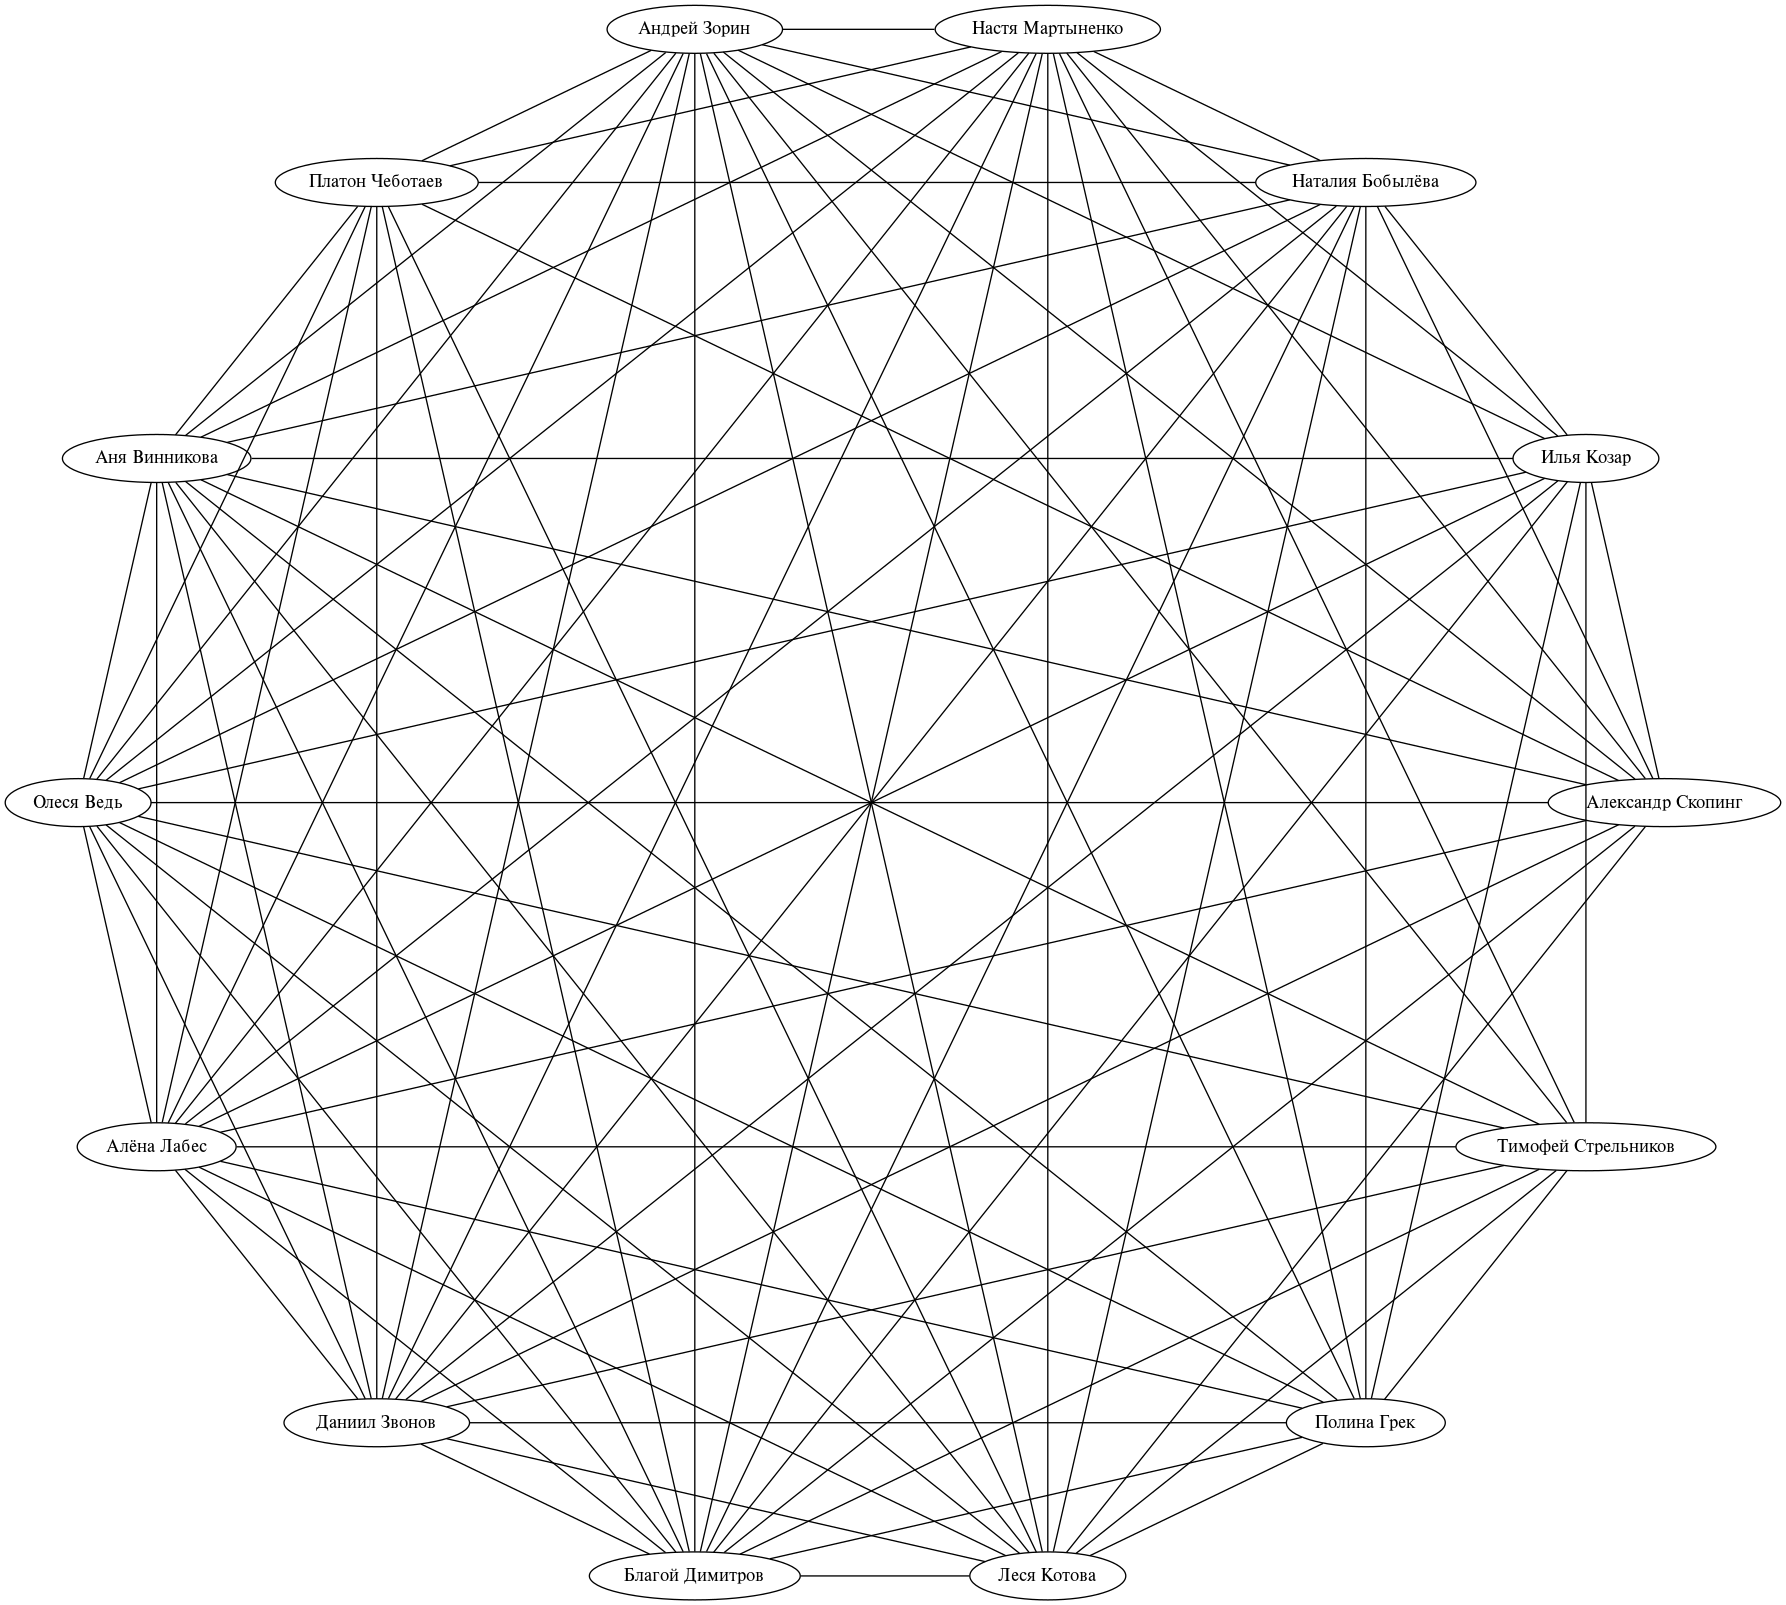 Андрей Зорин
Настя Мартыненко
Платон Чеботаев
Наталия Бобылёва
Аня Винникова
Илья Козар
Олеся Ведь
Александр Скопинг
Алёна Лабес
Тимофей Стрельников
Даниил Звонов
Полина Грек
Благой Димитров
Леся Котова